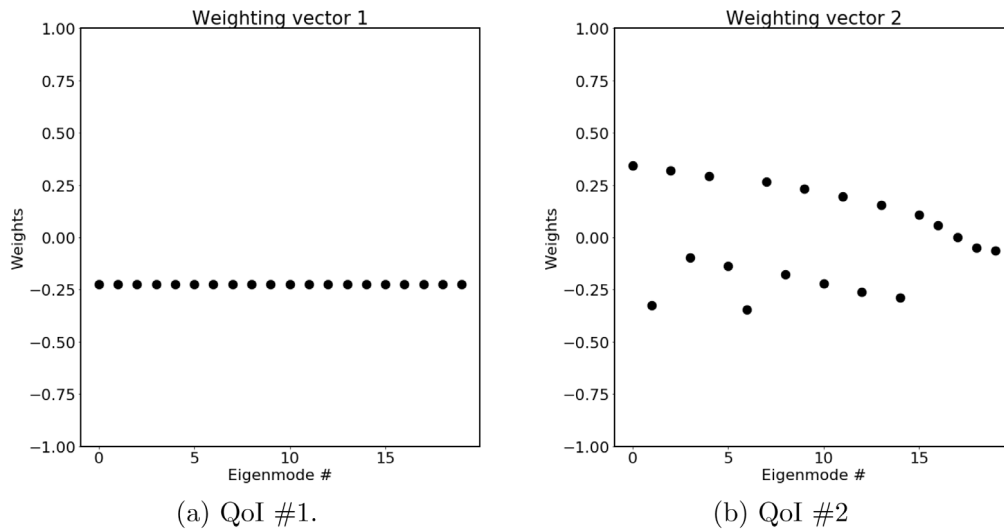 Weighting vector 1
1.00
0.75
0.50
0.25
0.00
−0.25
−0.50
−0.75
−1.00
Weights
0 5 10 15
Eigenmode #
(a) QoI #1.
Weighting vector 2
1.00
0.75
0.50
0.25
0.00
−0.25
−0.50
−0.75
−1.00
Weights
0 5 10 15
Eigenmode #
(b) QoI #2